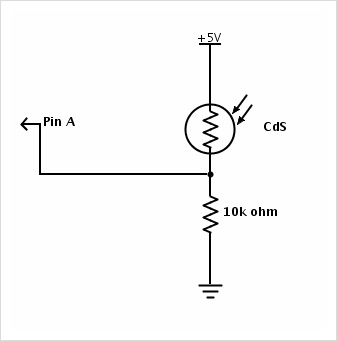 +5V
Pin A
CdS
10k ohm